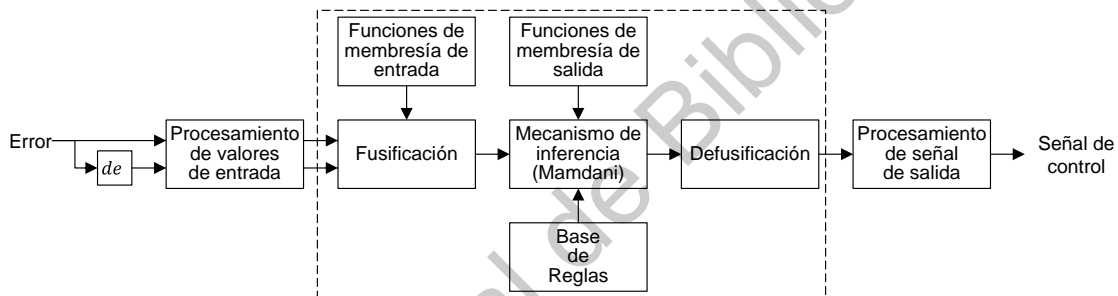 Funciones de
membresía de
entrada
Funciones de
membresía de
salida
Error
de
Procesamiento
de valores
de entrada
Fusificación
Mecanismo de
inferencia
(Mamdani)
Defusificación
Procesamiento
de señal
de salida
Señal de
control
Base
de
Reglas
de